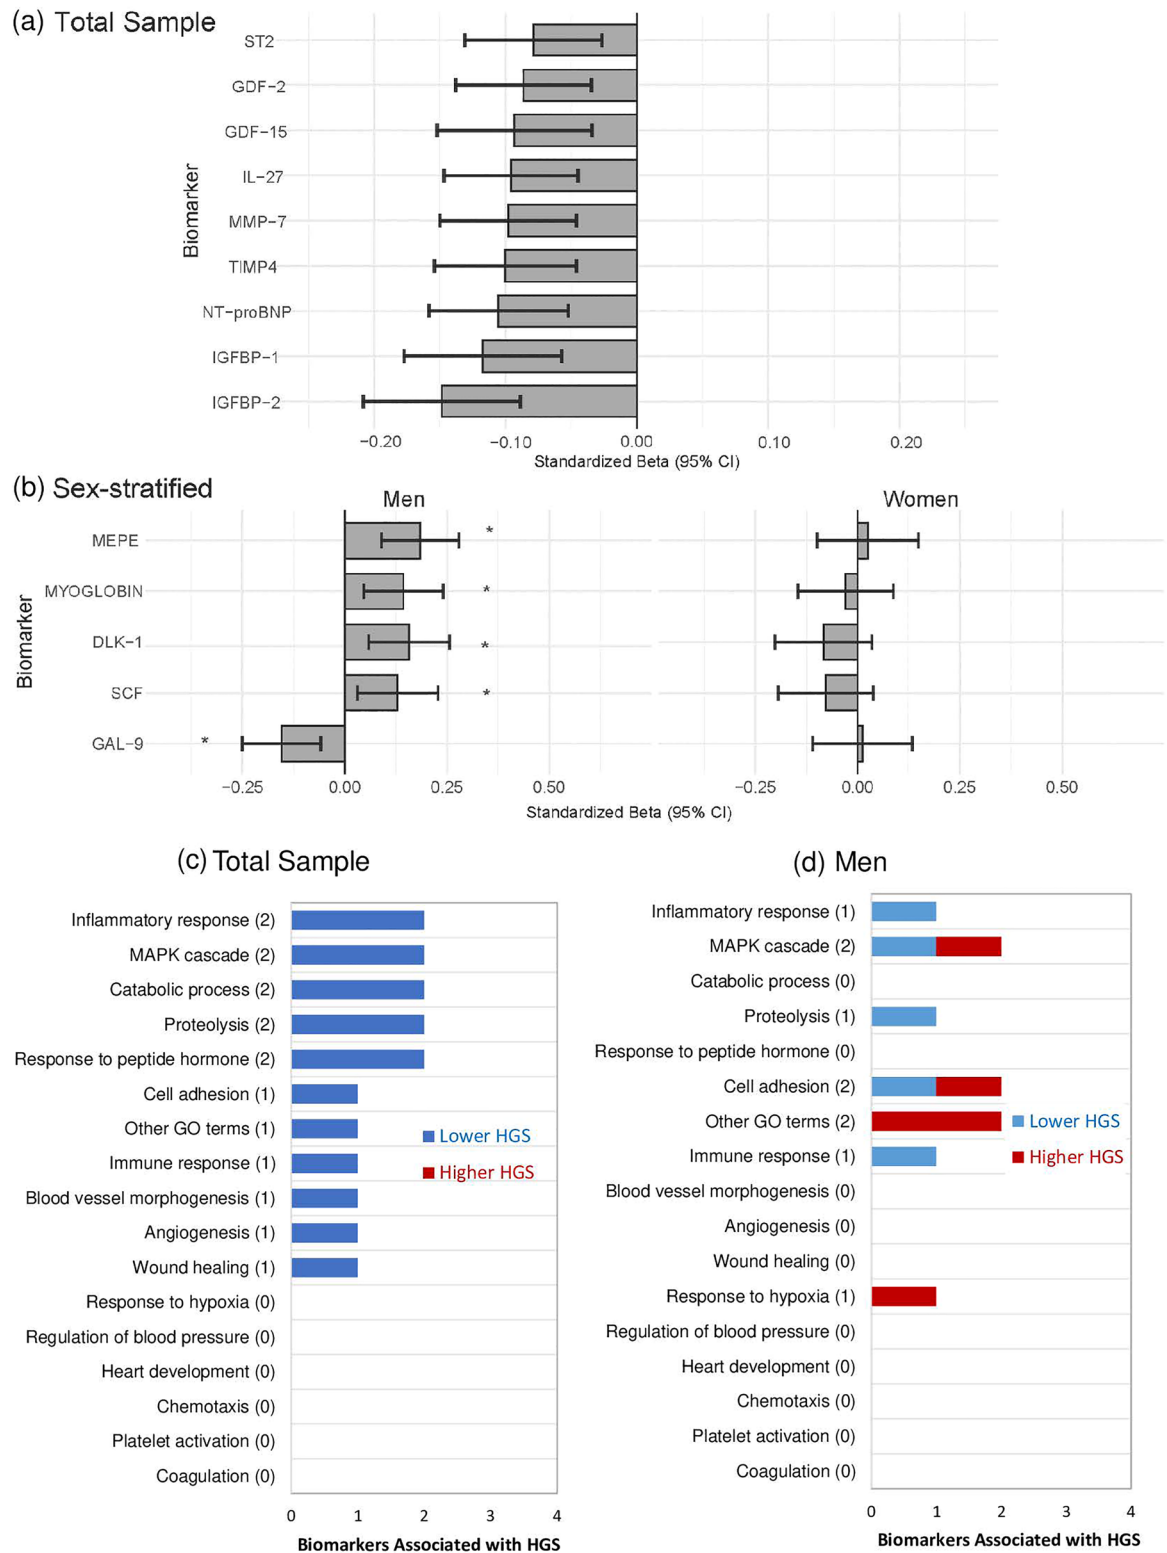 (a) Total Sample
ST2
GDF−2
GDF−15
IL−27
MMP−7
TIMP4
NT−proBNP
IGFBP−1
IGFBP−2
Biomarker
−0.20 −0.10 0.00 0.10 0.20
Standardized Beta (95% CI)
(b) Sex-stratified
Men Women
MEPE *
MYOGLOBIN *
DLK−1 *
SCF *
GAL−9 *
Biomarker
−0.25 0.00 0.25 0.50 −0.25 0.00 0.25 0.50
Standardized Beta (95% CI)
(c) Total Sample
Inflammatory response (2)
MAPK cascade (2)
Catabolic process (2)
Proteolysis (2)
Response to peptide hormone (2)
Cell adhesion (1)
Other GO terms (1)
Immune response (1)
Blood vessel morphogenesis (1)
Angiogenesis (1)
Wound healing (1)
Response to hypoxia (0)
Regulation of blood pressure (0)
Heart development (0)
Chemotaxis (0)
Platelet activation (0)
Coagulation (0)
Lower HGS
Higher HGS
0 1 2 3 4
Biomarkers Associated with HGS
(d) Men
Inflammatory response (1)
MAPK cascade (2)
Catabolic process (0)
Proteolysis (1)
Response to peptide hormone (0)
Cell adhesion (2)
Other GO terms (2)
Immune response (1)
Blood vessel morphogenesis (0)
Angiogenesis (0)
Wound healing (0)
Response to hypoxia (1)
Regulation of blood pressure (0)
Heart development (0)
Chemotaxis (0)
Platelet activation (0)
Coagulation (0)
Lower HGS
Higher HGS
0 1 2 3 4
Biomarkers Associated with HGS